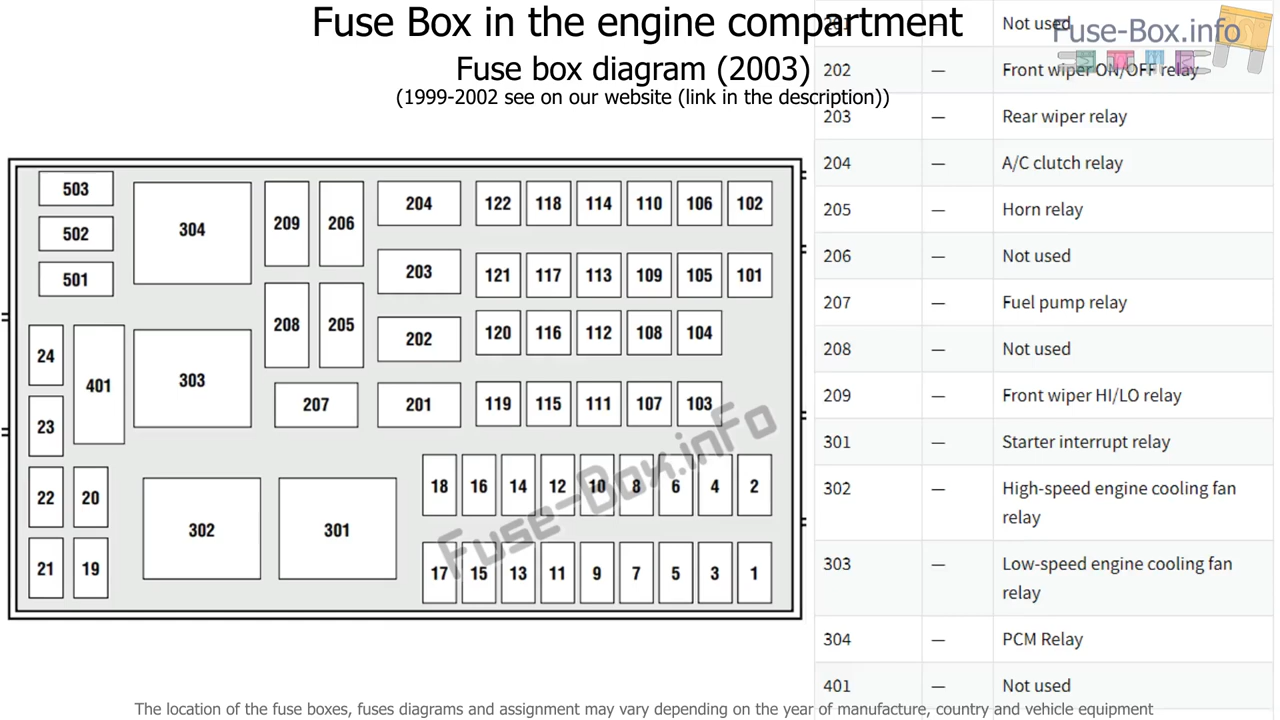 Fuse Box in the engine compartment
Fuse box diagram (2003)
(1999-2002 see on our website (link in the description))
Fuse-Box.info
503 304 209 206 204 122 118 114 110 106 102
502
501 203 121 117 113 109 105 101
208 205 202 120 116 112 108 104
24 401 303
23 207 201 119 115 111 107 103
22 20 302 301 18 16 14 12 10 8 6 4 2
21 19 17 15 13 11 9 7 5 3 1
Fuse-Box.info
201 — Not used
202 — Front wiper ON/OFF relay
203 — Rear wiper relay
204 — A/C clutch relay
205 — Horn relay
206 — Not used
207 — Fuel pump relay
208 — Not used
209 — Front wiper HI/LO relay
301 — Starter interrupt relay
302 — High-speed engine cooling fan
relay
303 — Low-speed engine cooling fan
relay
304 — PCM Relay
401 — Not used
The location of the fuse boxes, fuses diagrams and assignment may vary depending on the year of manufacture, country and vehicle equipment